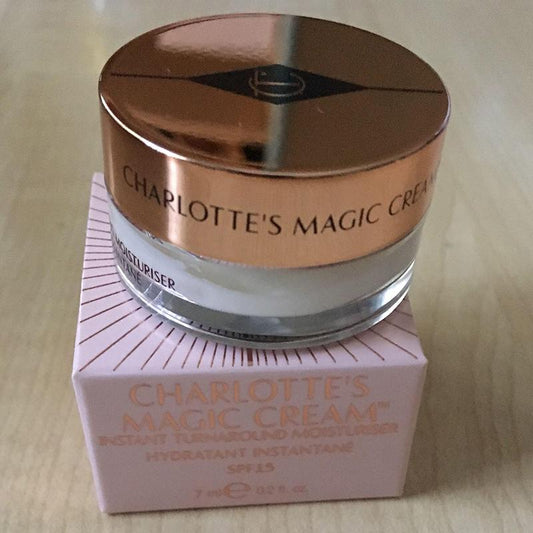 CHARLOTTE'S MAGIC CREAM
MOISTURISER
CHARLOTTE'S
MAGIC CREAM™
INSTANT TURNAROUND MOISTURISER
HYDRATANT INSTANTANÉ
SPF15
7 ml ℮ 0.2 fl. oz.